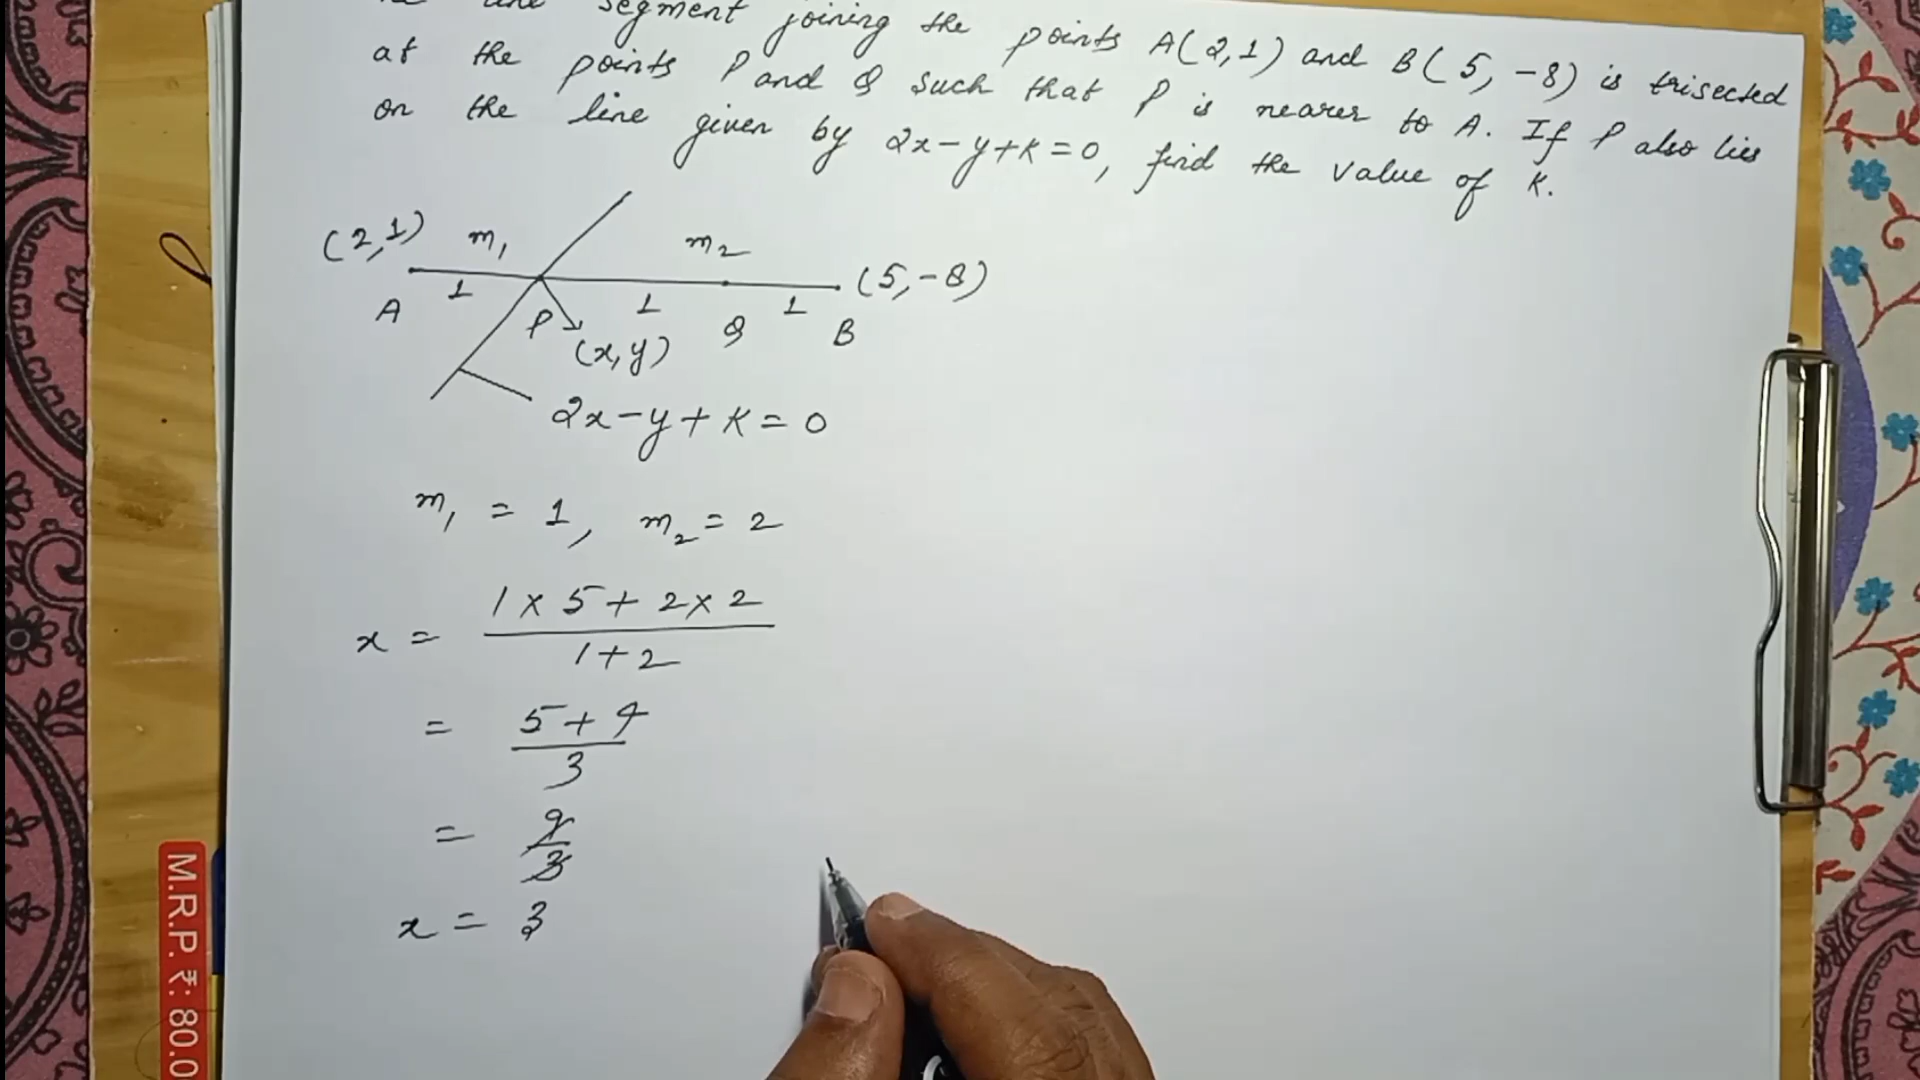 line segment joining the points A(2,1) and B(5,-8) is trisected
at the points P and Q such that P is nearer to A. If P also lies
on the line given by 2x-y+K=0, find the value of K.
(2,1) m₁ m₂ (5,-8)
A 1 P 1 Q 1 B
(x,y)
2x-y+K=0
m₁ = 1, m₂ = 2
x = (1×5+2×2)/(1+2)
= (5+4)/3
= 9/3
x = 3
M.R.P. ₹: 80.0